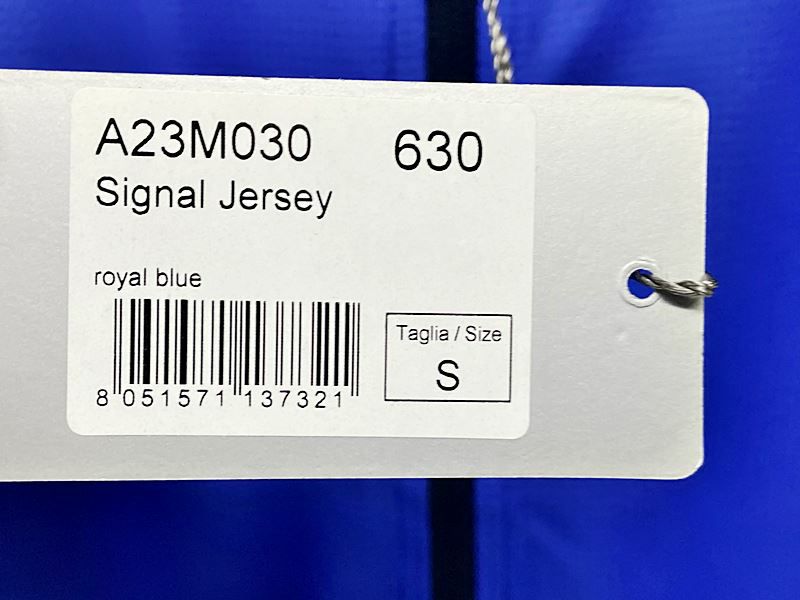 A23M030 630
Signal Jersey
royal blue
8 051571 137321
Taglia / Size
S